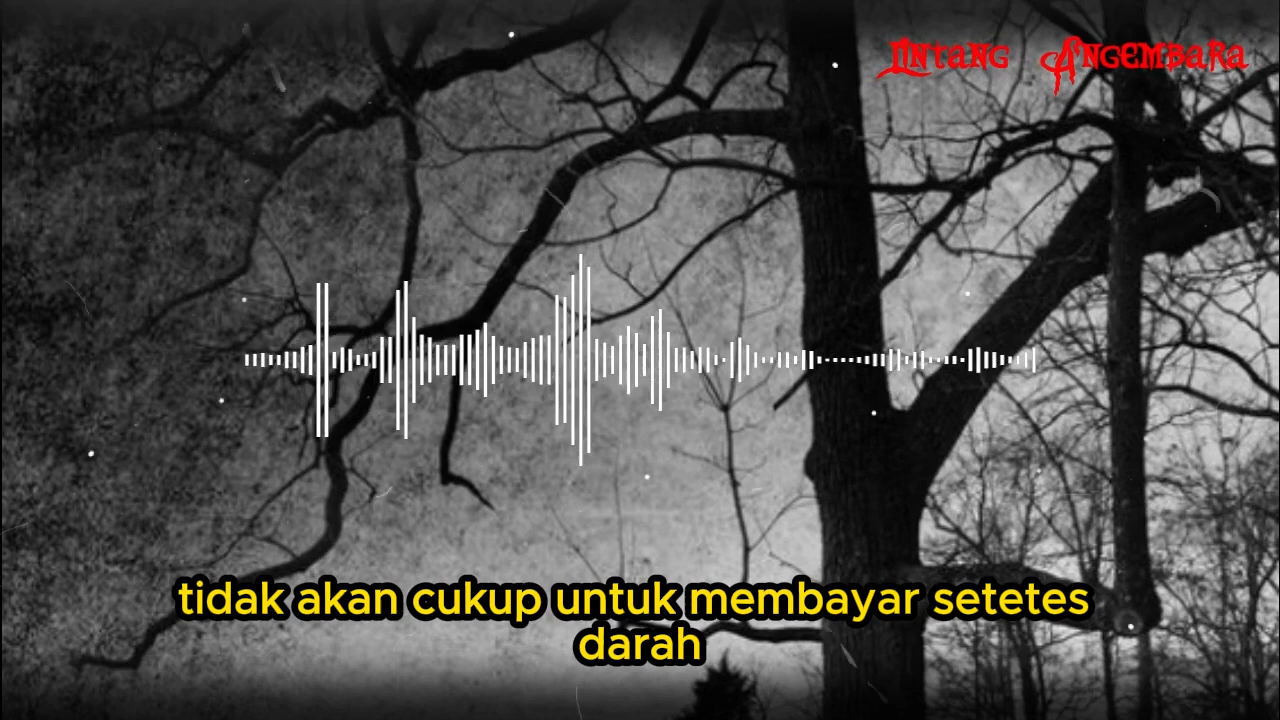 Lintang Angembara
tidak akan cukup untuk membayar setetes
darah